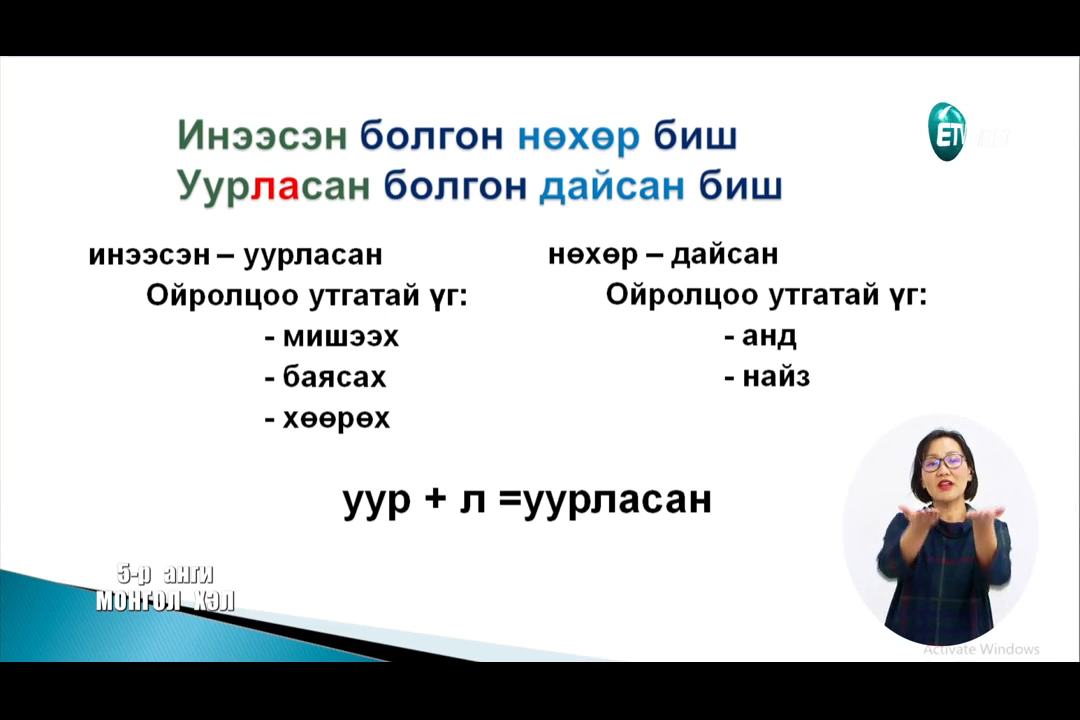 Инээсэн болгон нөхөр биш
Уурласан болгон дайсан биш
ETV
инээсэн – уурласан
Ойролцоо утгатай үг:
- мишээх
- баясах
- хөөрөх
нөхөр – дайсан
Ойролцоо утгатай үг:
- анд
- найз
уур + л =уурласан
5-р анги
МОНГОЛ ХЭЛ
Activate Windows